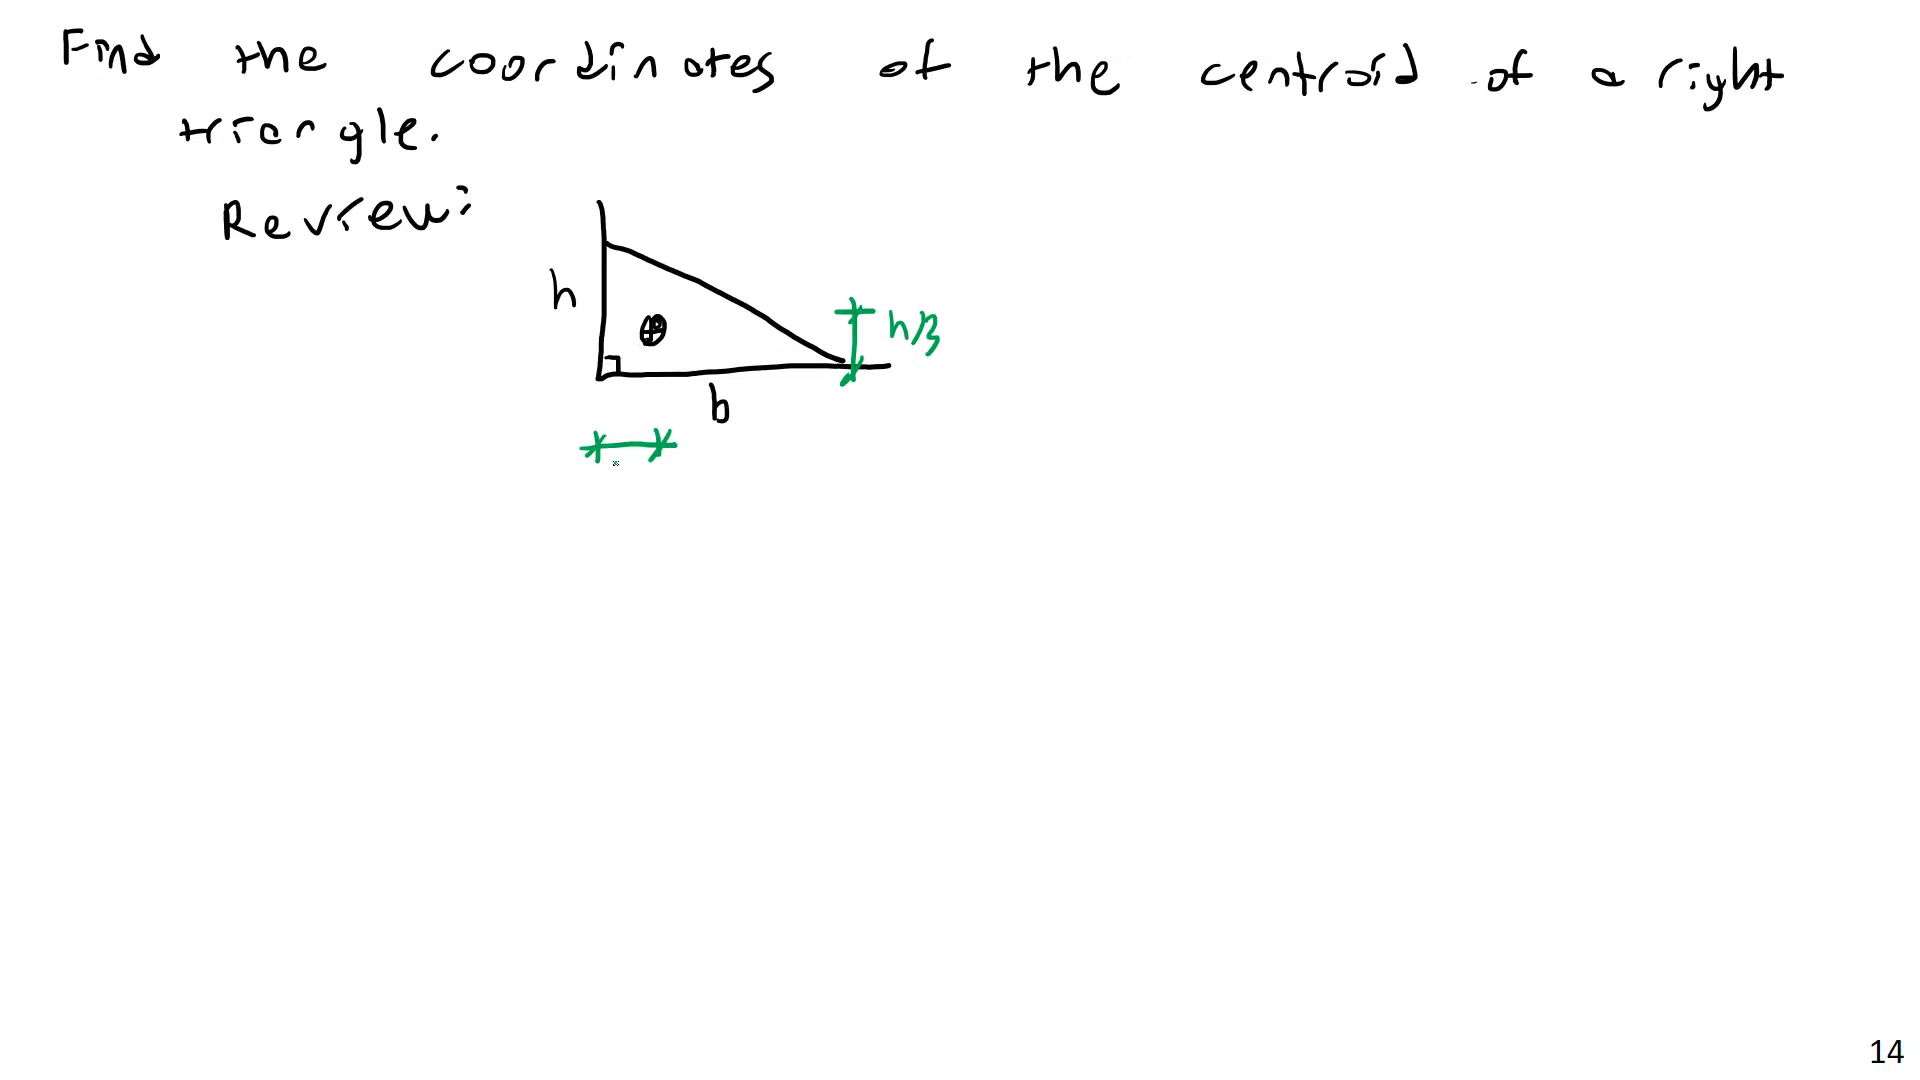 Find the coordinates of the centroid of a right
triangle.
Review:
h
h/3
b
14